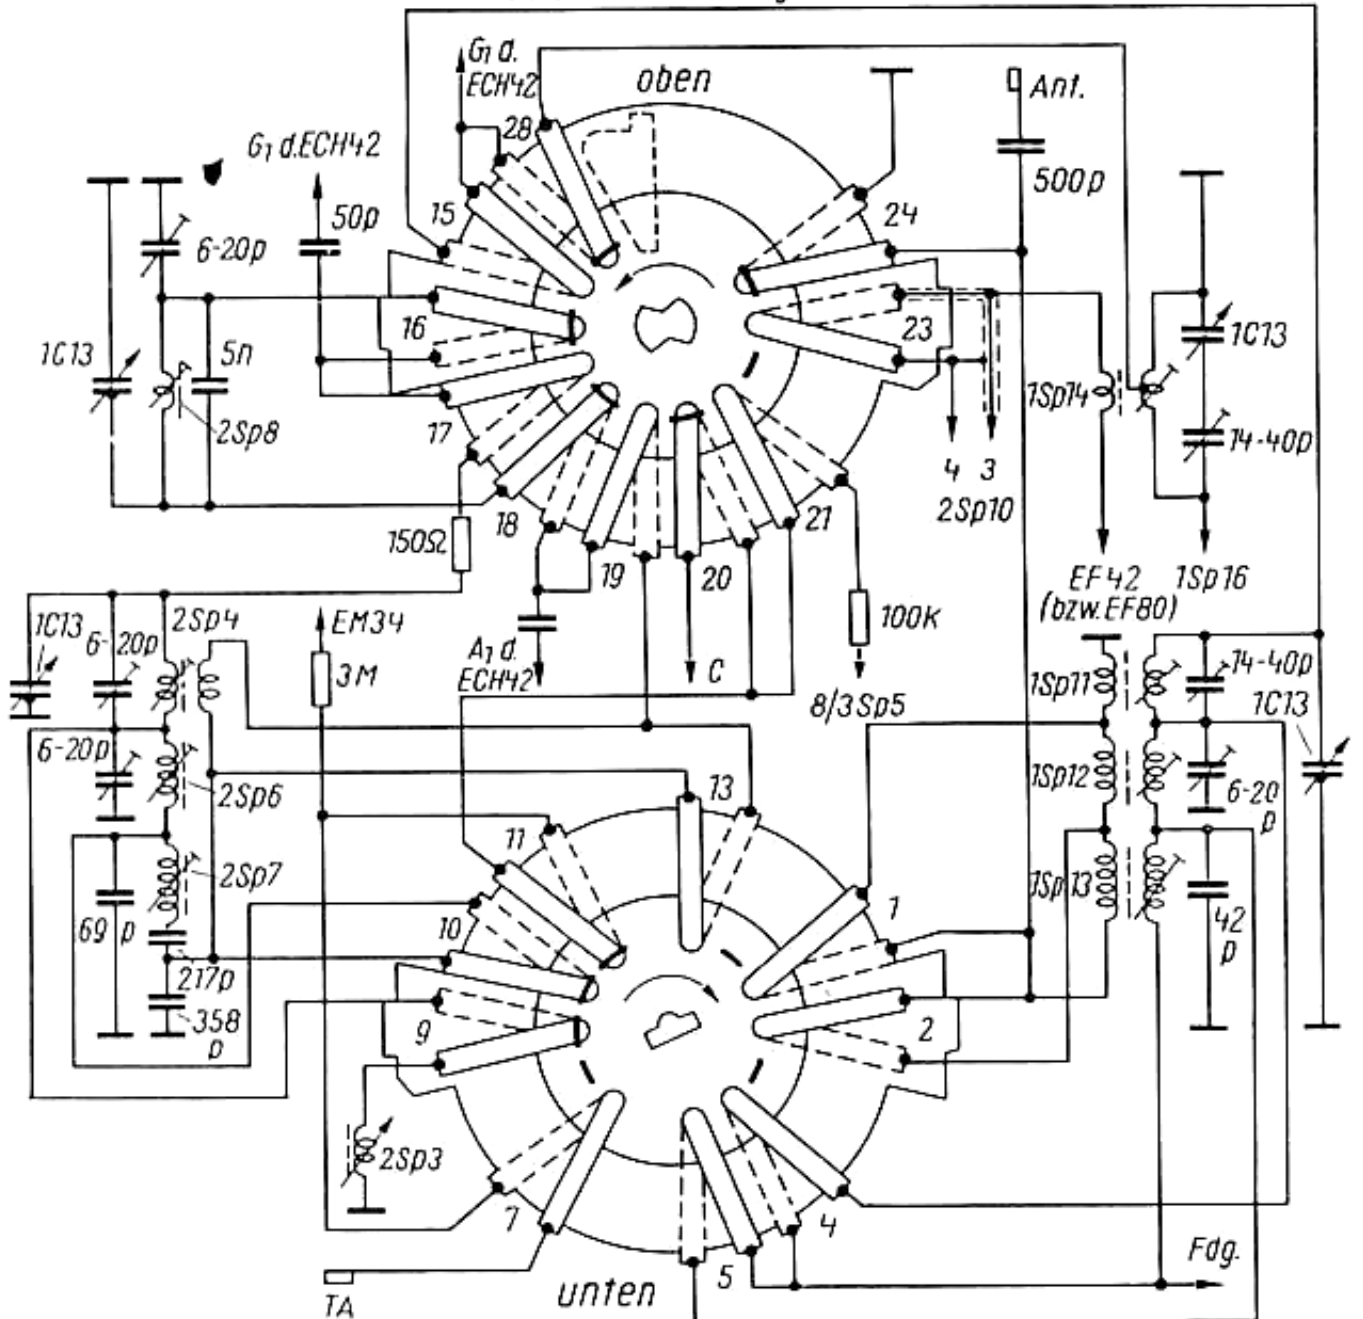 G₁ d.
ECH42
oben
Ant.
28
G₁ d.ECH42
500p
24
15
50p
6-20p
16
23
1C13
1C13
5n
1Sp14
2Sp8
14-40p
17
4
3
2Sp10
18
21
150Ω
19
20
EF42
(bzw.EF80)
1Sp16
100K
1C13
6-20p
2Sp4
EM34
3M
A₁ d.
ECH42
C
8/3Sp5
14-40p
1Sp11
1C13
6-20p
2Sp6
13
1Sp12
6-20
p
11
2Sp7
1Sp13
69 p
10
1
42
p
217p
358
p
9
2
2Sp3
7
4
5
Fdg.
unten
TA